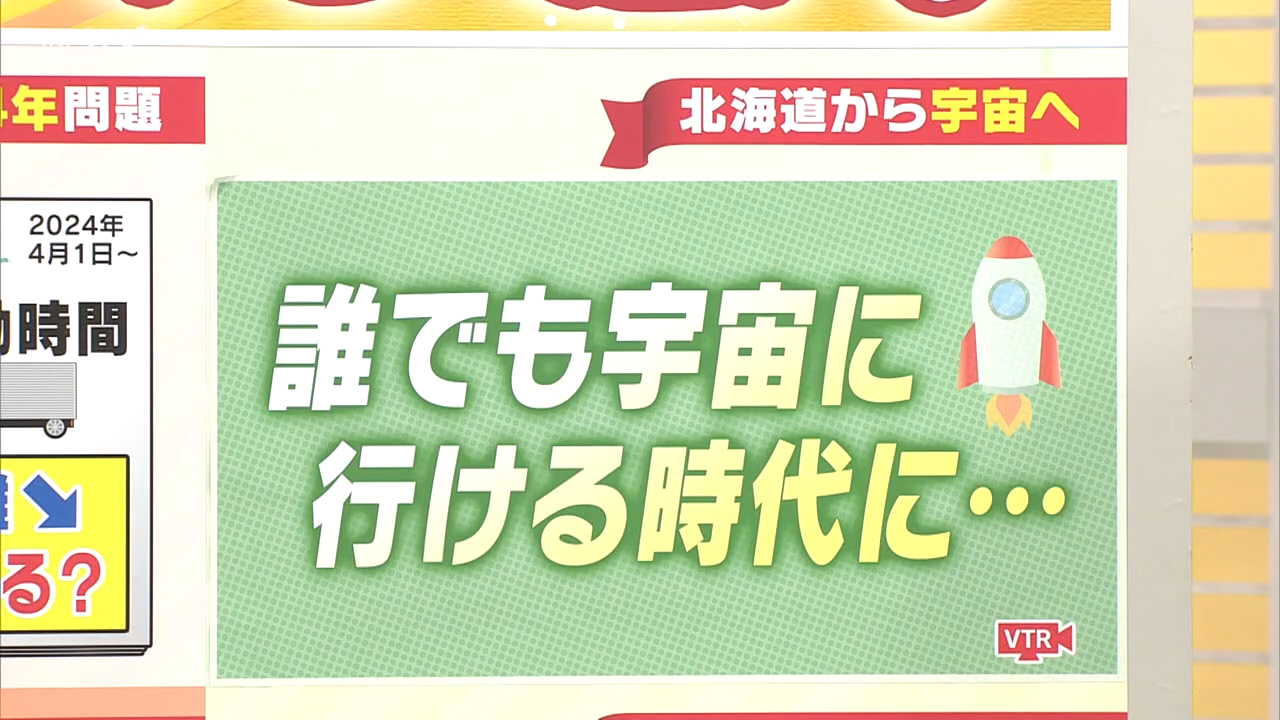 4年問題
北海道から宇宙へ
2024年
4月1日～
時間
る?
誰でも宇宙に
行ける時代に…
VTR